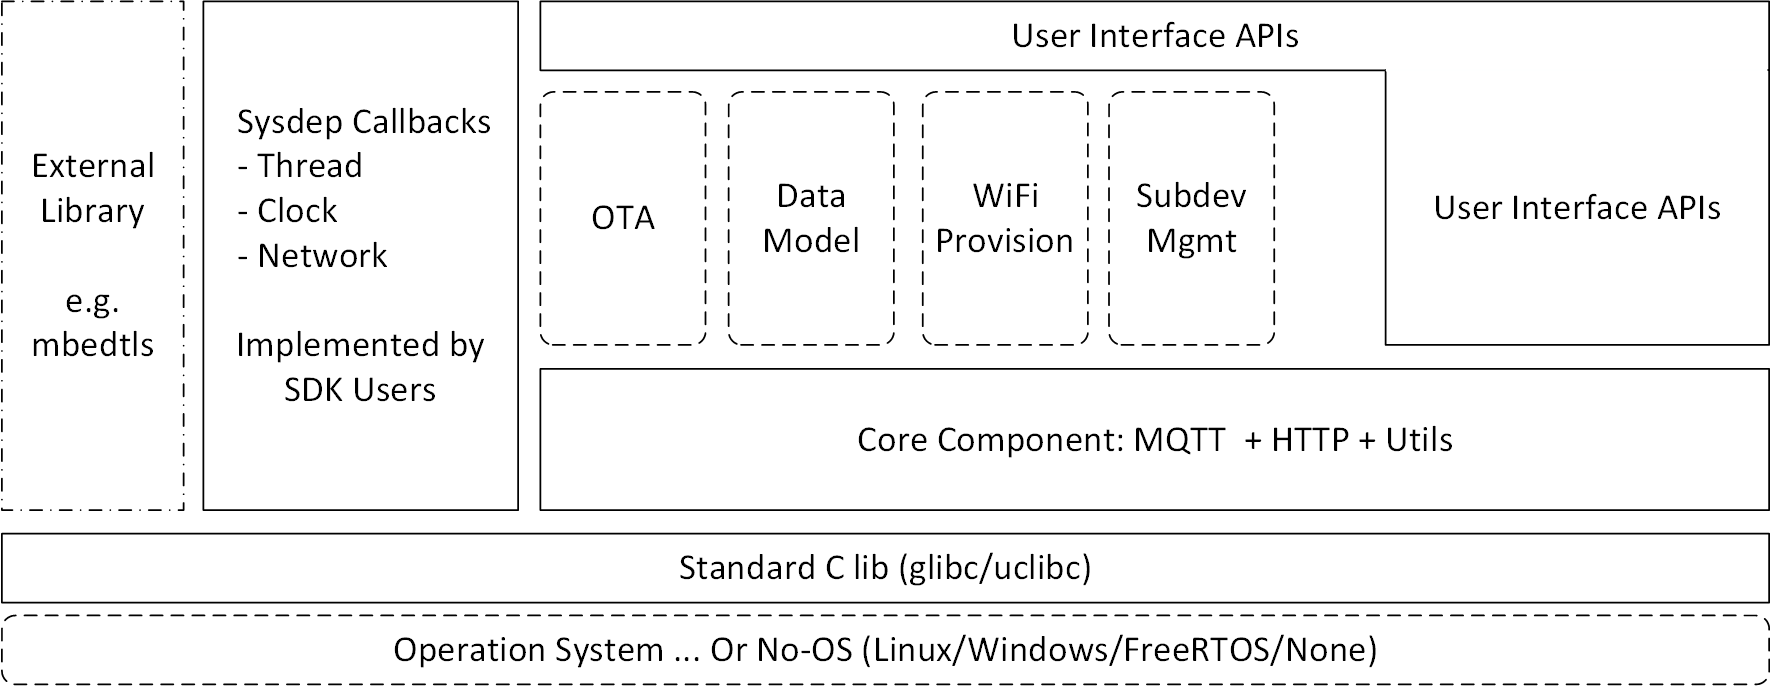 External
Library
e.g.
mbedtls
Sysdep Callbacks
- Thread
- Clock
- Network
Implemented by
SDK Users
User Interface APIs
OTA
Data
Model
WiFi
Provision
Subdev
Mgmt
User Interface APIs
Core Component: MQTT + HTTP + Utils
Standard C lib (glibc/uclibc)
Operation System ... Or No-OS (Linux/Windows/FreeRTOS/None)